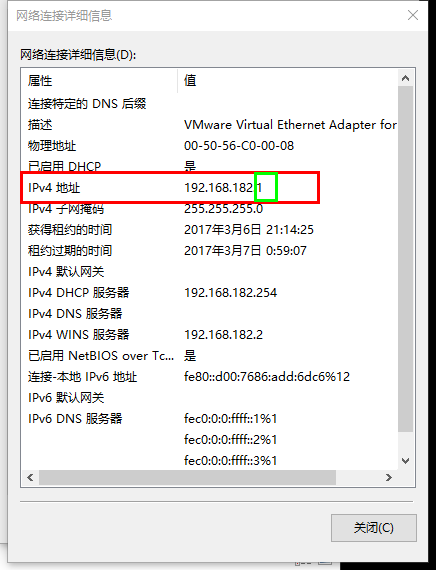 网络连接详细信息
网络连接详细信息(D):
属性 值
连接特定的 DNS 后缀
描述 VMware Virtual Ethernet Adapter for
物理地址 00-50-56-C0-00-08
已启用 DHCP 是
IPv4 地址 192.168.182.1
IPv4 子网掩码 255.255.255.0
获得租约的时间 2017年3月6日 21:14:25
租约过期的时间 2017年3月7日 0:59:07
IPv4 默认网关
IPv4 DHCP 服务器 192.168.182.254
IPv4 DNS 服务器
IPv4 WINS 服务器 192.168.182.2
已启用 NetBIOS over Tc... 是
连接-本地 IPv6 地址 fe80::d00:7686:add:6dc6%12
IPv6 默认网关
IPv6 DNS 服务器 fec0:0:0:ffff::1%1
fec0:0:0:ffff::2%1
fec0:0:0:ffff::3%1
关闭(C)